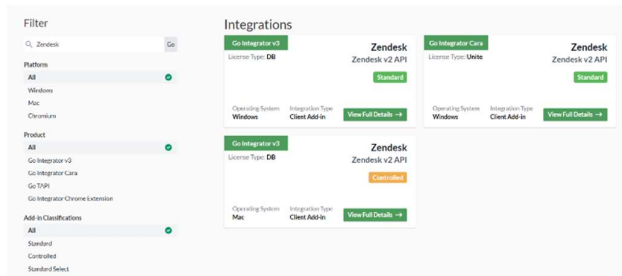 Filter
Zendesk
Go
Platform
All
Windows
Mac
Chromium
Product
All
Go Integrator v3
Go Integrator Cara
Go TAPI
Go Integrator Chrome Extension
Add-in Classifications
All
Standard
Controlled
Standard Select
Integrations
Go Integrator v3
Zendesk
License Type: DB
Zendesk v2 API
Standard
Operating System
Integration Type
Windows
Client Add-in
View Full Details →
Go Integrator Cara
Zendesk
License Type: Unite
Zendesk v2 API
Standard
Operating System
Integration Type
Windows
Client Add-in
View Full Details →
Go Integrator v3
Zendesk
License Type: DB
Zendesk v2 API
Controlled
Operating System
Integration Type
Mac
Client Add-in
View Full Details →